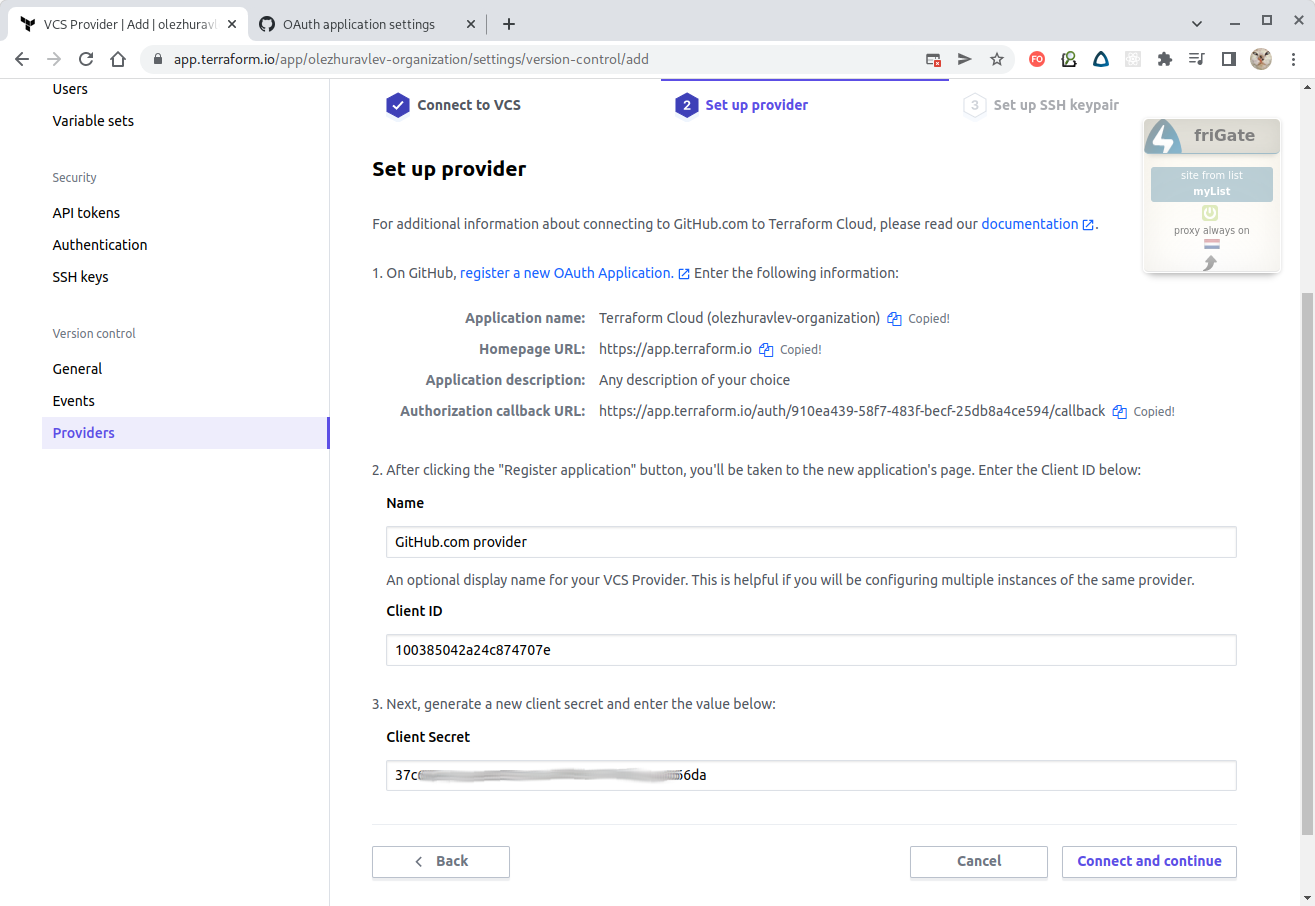 VCS Provider | Add | olezhuravl
OAuth application settings
app.terraform.io/app/olezhuravlev-organization/settings/version-control/add
FO
Users
Variable sets
Security
API tokens
Authentication
SSH keys
Version control
General
Events
Providers
Connect to VCS
2 Set up provider
3 Set up SSH keypair
friGate
site from list
myList
proxy always on
Set up provider
For additional information about connecting to GitHub.com to Terraform Cloud, please read our documentation.
1. On GitHub, register a new OAuth Application. Enter the following information:
Application name: Terraform Cloud (olezhuravlev-organization) Copied!
Homepage URL: https://app.terraform.io Copied!
Application description: Any description of your choice
Authorization callback URL: https://app.terraform.io/auth/910ea439-58f7-483f-becf-25db8a4ce594/callback Copied!
2. After clicking the "Register application" button, you'll be taken to the new application's page. Enter the Client ID below:
Name
GitHub.com provider
An optional display name for your VCS Provider. This is helpful if you will be configuring multiple instances of the same provider.
Client ID
100385042a24c874707e
3. Next, generate a new client secret and enter the value below:
Client Secret
37c 56da
Back
Cancel
Connect and continue